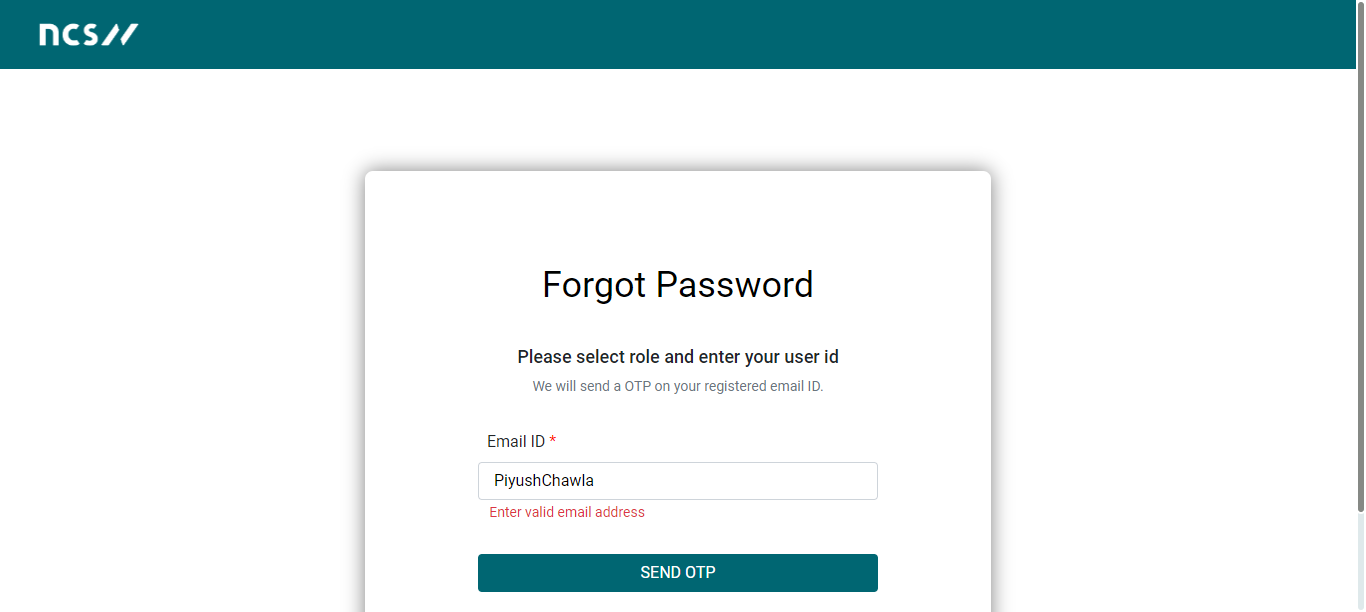 ncs//
Forgot Password
Please select role and enter your user id
We will send a OTP on your registered email ID.
Email ID *
PiyushChawla
Enter valid email address
SEND OTP